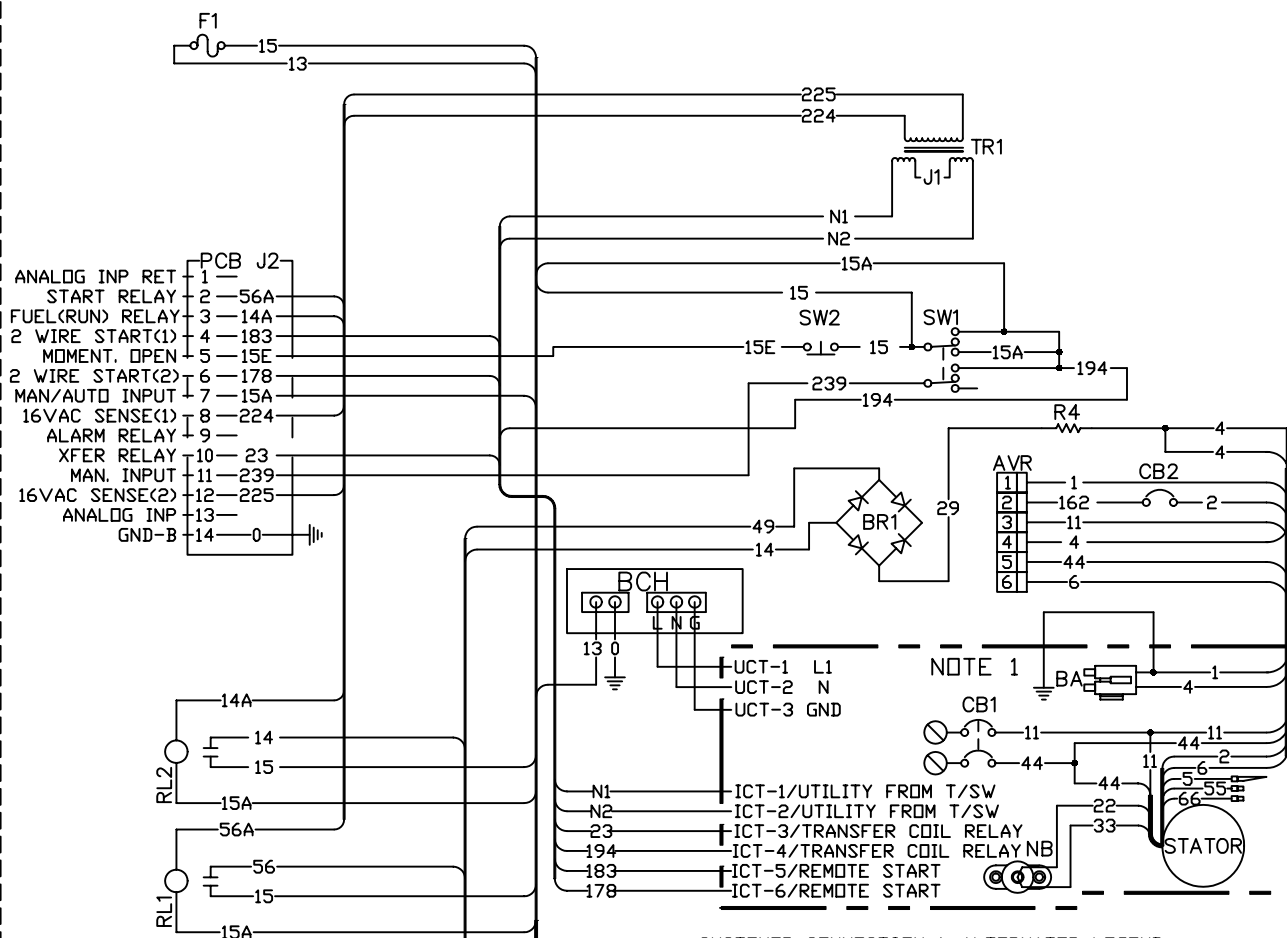 F1
15
13
225
224
TR1
J1
N1
N2
15A
15
PCB J2
ANALOG INP RET 1
START RELAY 2 56A
FUEL(RUN) RELAY 3 14A
2 WIRE START(1) 4 183
MOMENT. OPEN 5 15E
2 WIRE START(2) 6 178
MAN/AUTO INPUT 7 15A
16VAC SENSE(1) 8 224
ALARM RELAY 9
XFER RELAY 10 23
MAN. INPUT 11 239
16VAC SENSE(2) 12 225
ANALOG INP 13
GND-B 14 0
SW2
SW1
15E
15
15A
194
239
194
R4
4
4
AVR
CB2
1 1
2 162 2
3 11
4 4
5 44
6 6
29
BR1
49
14
BCH
L N G
13 0
UCT-1 L1
UCT-2 N
UCT-3 GND
NOTE 1
BA
1
4
CB1
11
11
44
2
11
6
44
44
5
55
66
22
33
STATOR
NB
14A
14
15
RL2
15A
56A
56
15
RL1
15A
N1 ICT-1/UTILITY FROM T/SW
N2 ICT-2/UTILITY FROM T/SW
23 ICT-3/TRANSFER COIL RELAY
194 ICT-4/TRANSFER COIL RELAY
183 ICT-5/REMOTE START
178 ICT-6/REMOTE START